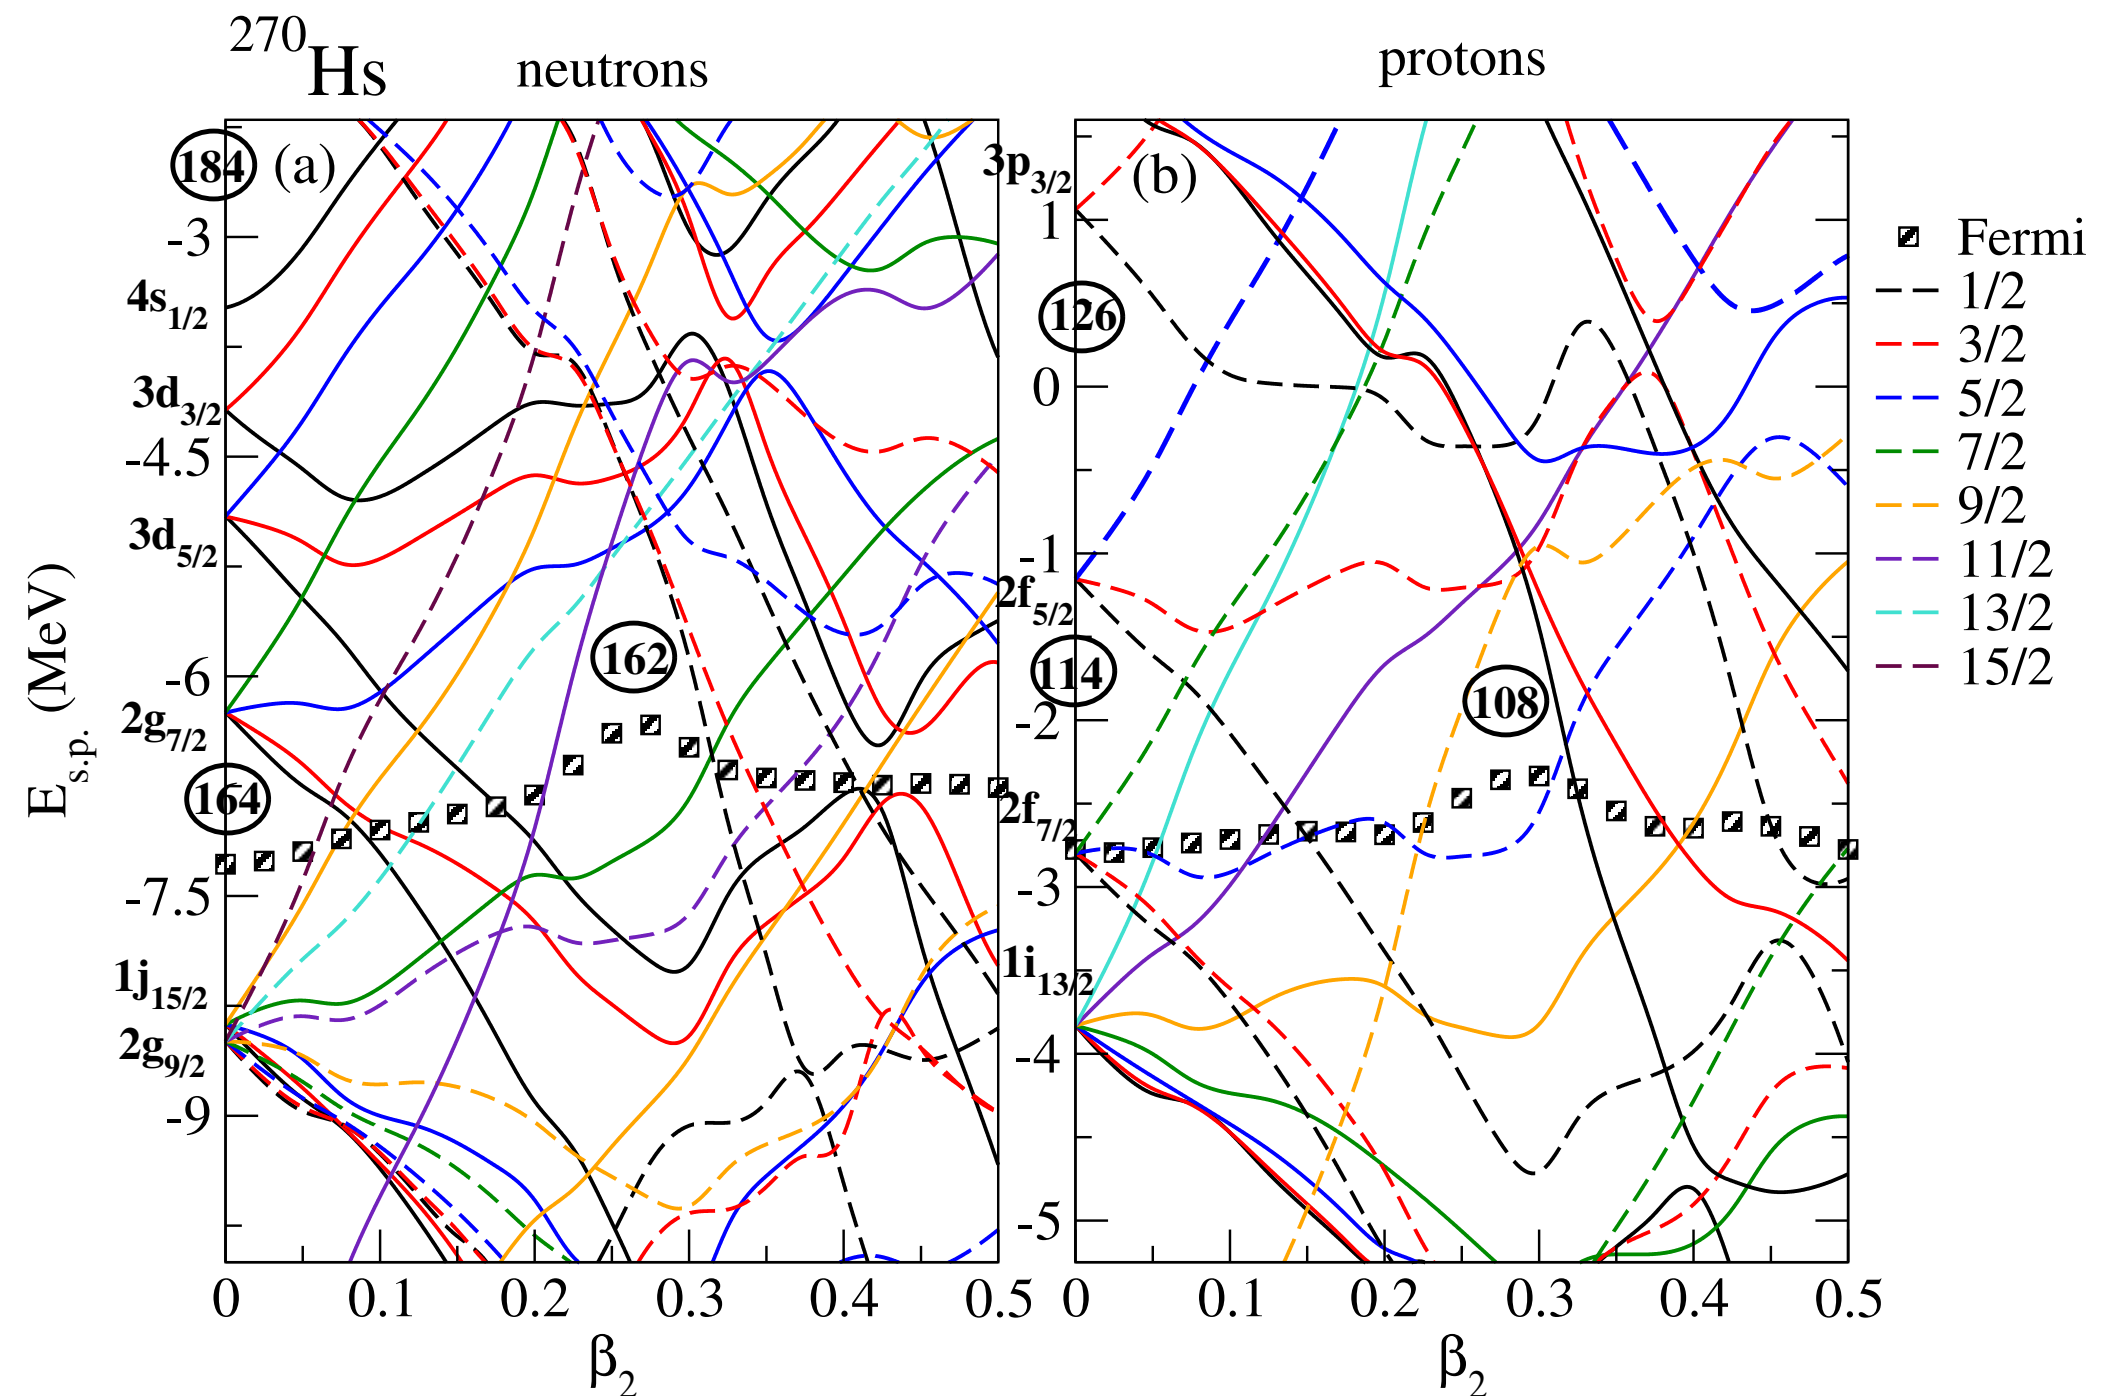 270Hs
neutrons
protons
184
(a)
-3
4s1/2
3d3/2
-4.5
3d5/2
-6
2g7/2
164
-7.5
1j15/2
2g9/2
-9
162
Es.p. (MeV)
0 0.1 0.2 0.3 0.4 0.5
β2
3p3/2
(b)
1
126
0
-1
2f5/2
114
-2
108
2f7/2
-3
1i13/2
-4
-5
0 0.1 0.2 0.3 0.4 0.5
β2
Fermi
1/2
3/2
5/2
7/2
9/2
11/2
13/2
15/2